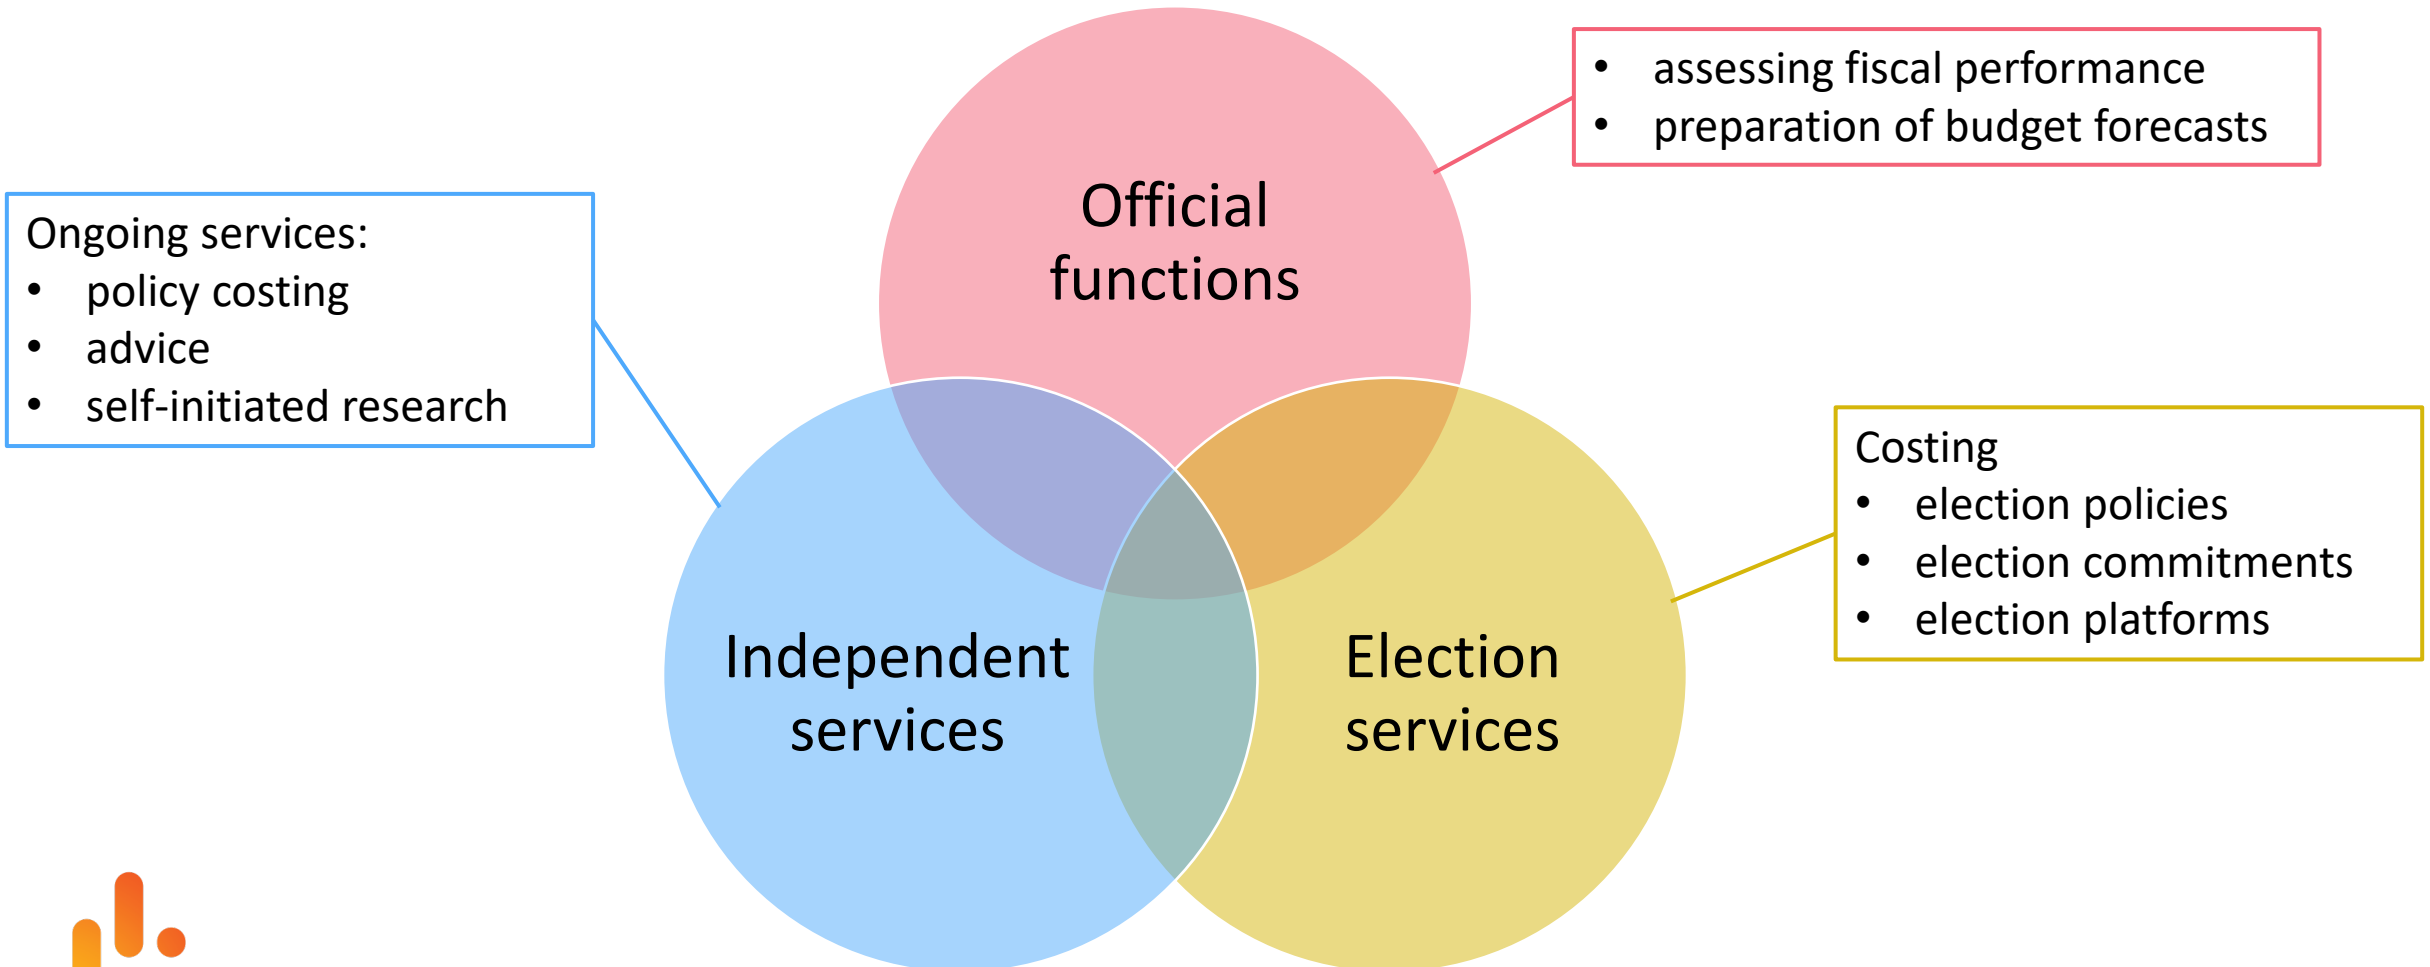 Official
functions
• assessing fiscal performance
• preparation of budget forecasts
Ongoing services:
• policy costing
• advice
• self-initiated research
Independent
services
Election
services
Costing
• election policies
• election commitments
• election platforms